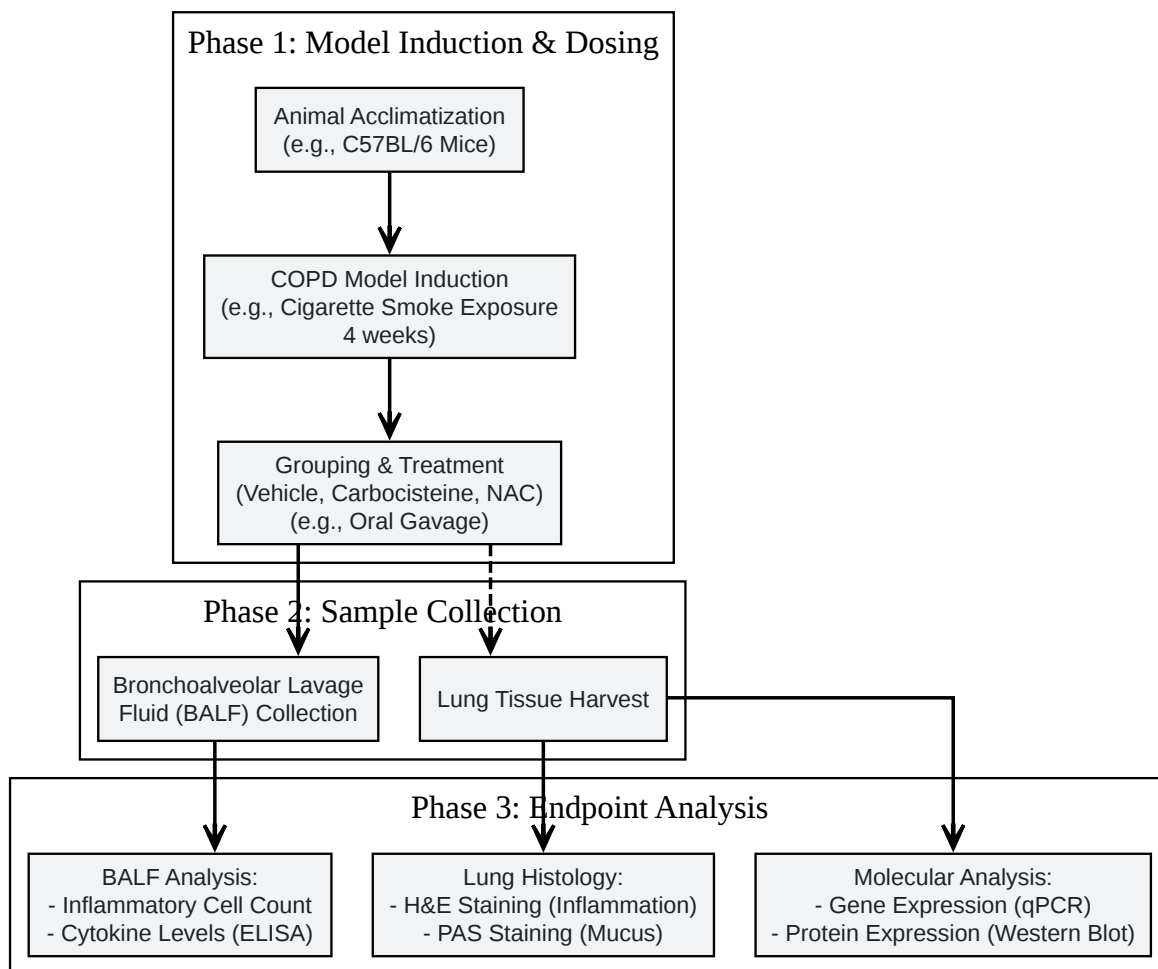 Phase 1: Model Induction & Dosing
Animal Acclimatization
(e.g., C57BL/6 Mice)
COPD Model Induction
(e.g., Cigarette Smoke Exposure
4 weeks)
Grouping & Treatment
(Vehicle, Carbocisteine, NAC)
(e.g., Oral Gavage)
Phase 2: Sample Collection
Bronchoalveolar Lavage
Fluid (BALF) Collection
Lung Tissue Harvest
Phase 3: Endpoint Analysis
BALF Analysis:
- Inflammatory Cell Count
- Cytokine Levels (ELISA)
Lung Histology:
- H&E Staining (Inflammation)
- PAS Staining (Mucus)
Molecular Analysis:
- Gene Expression (qPCR)
- Protein Expression (Western Blot)